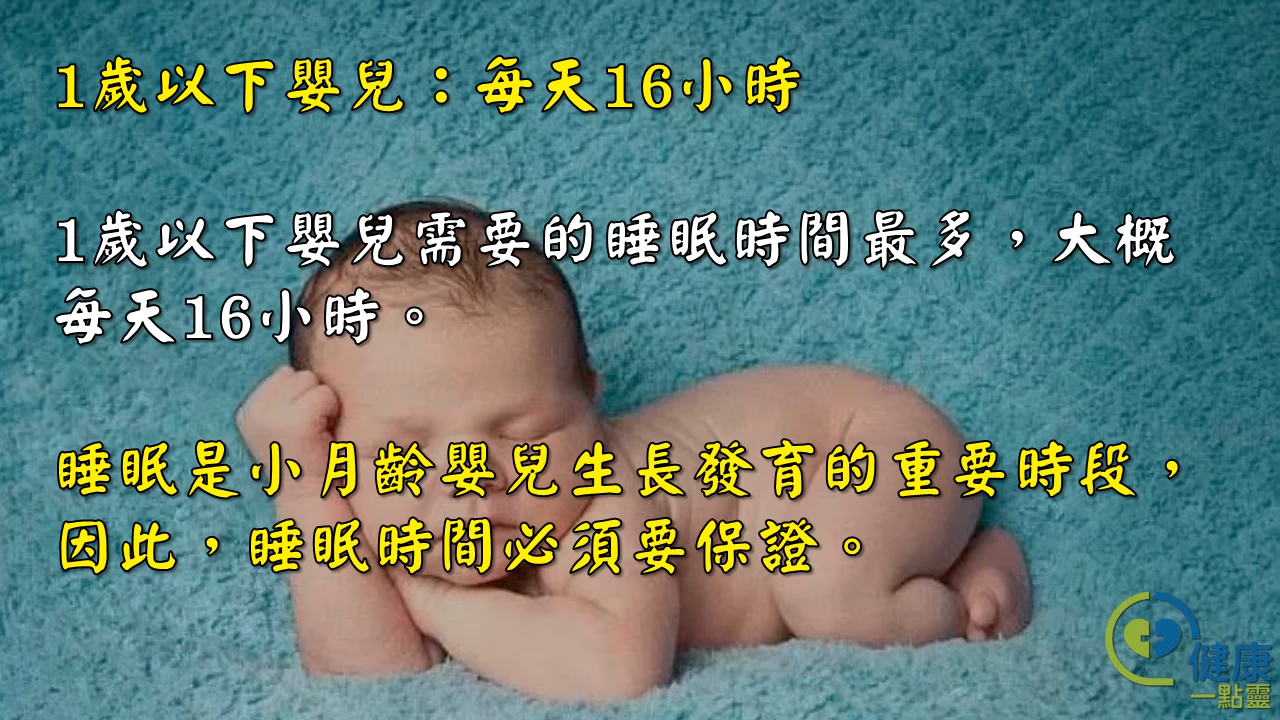 1歲以下嬰兒：每天16小時
1歲以下嬰兒需要的睡眠時間最多，大概
每天16小時。
睡眠是小月齡嬰兒生長發育的重要時段，
因此，睡眠時間必須要保證。
健康
一點靈